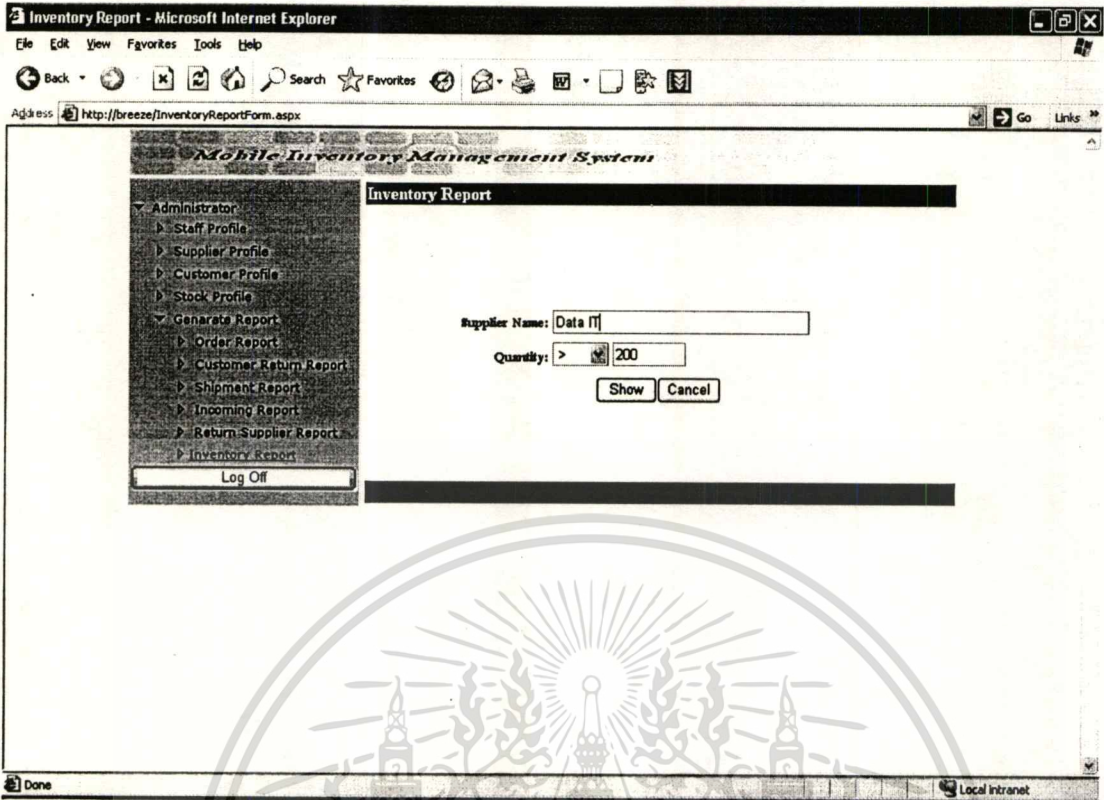 Inventory Report - Microsoft Internet Explorer
File Edit View Favorites Tools Help
Back Search Favorites
Address http://breeze/InventoryReportForm.aspx Go Links »
Mobile Inventory Management System
Administrator
Staff Profile
Supplier Profile
Customer Profile
Stock Profile
Genarate Report
Order Report
Customer Return Report
Shipment Report
Incoming Report
Return Supplier Report
Inventory Report
Log Off
Inventory Report
Supplier Name: Data IT
Quantity: > 200
Show Cancel
Done Local intranet